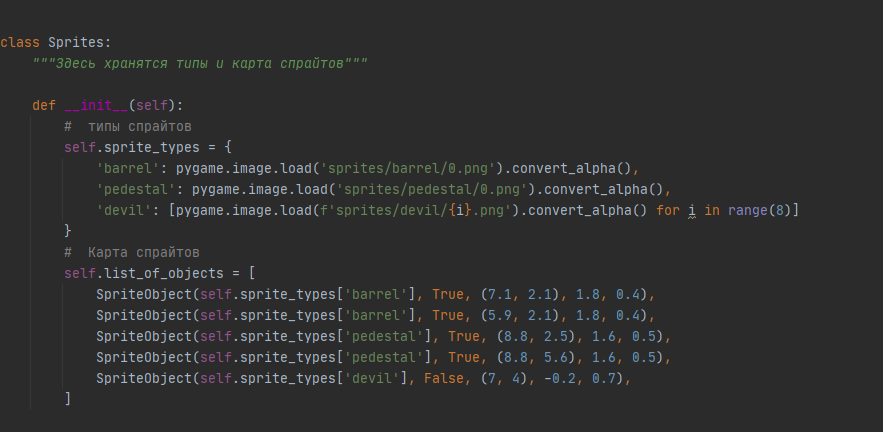 class Sprites:
    """Здесь хранятся типы и карта спрайтов"""
    def __init__(self):
        #  типы спрайтов
        self.sprite_types = {
            'barrel': pygame.image.load('sprites/barrel/0.png').convert_alpha(),
            'pedestal': pygame.image.load('sprites/pedestal/0.png').convert_alpha(),
            'devil': [pygame.image.load(f'sprites/devil/{i}.png').convert_alpha() for i in range(8)]
        }
        #  Карта спрайтов
        self.list_of_objects = [
            SpriteObject(self.sprite_types['barrel'], True, (7.1, 2.1), 1.8, 0.4),
            SpriteObject(self.sprite_types['barrel'], True, (5.9, 2.1), 1.8, 0.4),
            SpriteObject(self.sprite_types['pedestal'], True, (8.8, 2.5), 1.6, 0.5),
            SpriteObject(self.sprite_types['pedestal'], True, (8.8, 5.6), 1.6, 0.5),
            SpriteObject(self.sprite_types['devil'], False, (7, 4), -0.2, 0.7),
        ]